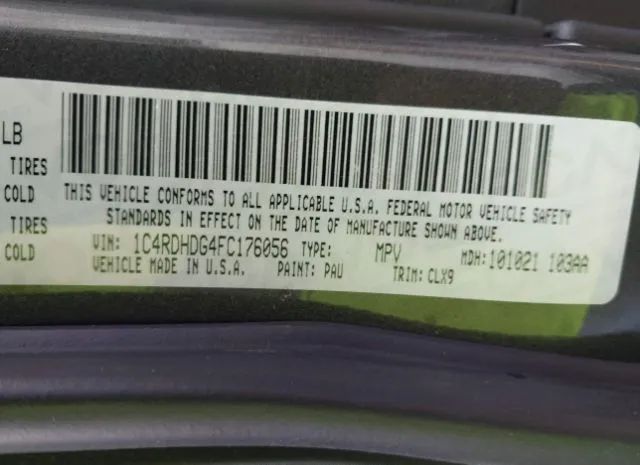 LB
TIRES
COLD
TIRES
COLD
THIS VEHICLE CONFORMS TO ALL APPLICABLE U.S.A. FEDERAL MOTOR VEHICLE SAFETY
STANDARDS IN EFFECT ON THE DATE OF MANUFACTURE SHOWN ABOVE.
VIN: 1C4RDHDG4FC176056 TYPE: MPV MDH: 101021 103AA
VEHICLE MADE IN U.S.A. PAINT: PAU TRIM: CLX9